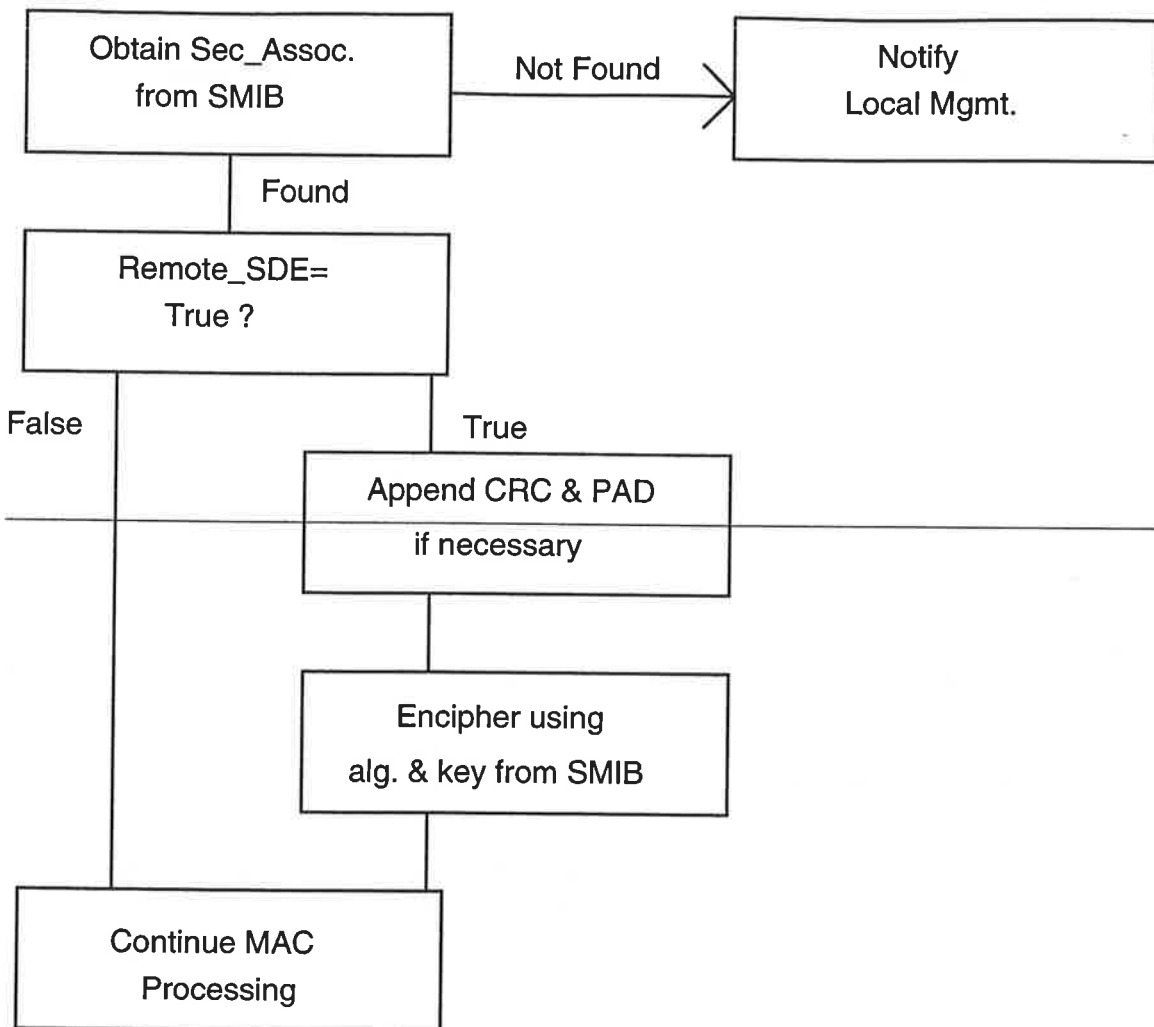 Obtain Sec_Assoc.
from SMIB
Not Found
Notify
Local Mgmt.
Found
Remote_SDE=
True ?
False
True
Append CRC & PAD
if necessary
Encipher using
alg. & key from SMIB
Continue MAC
Processing